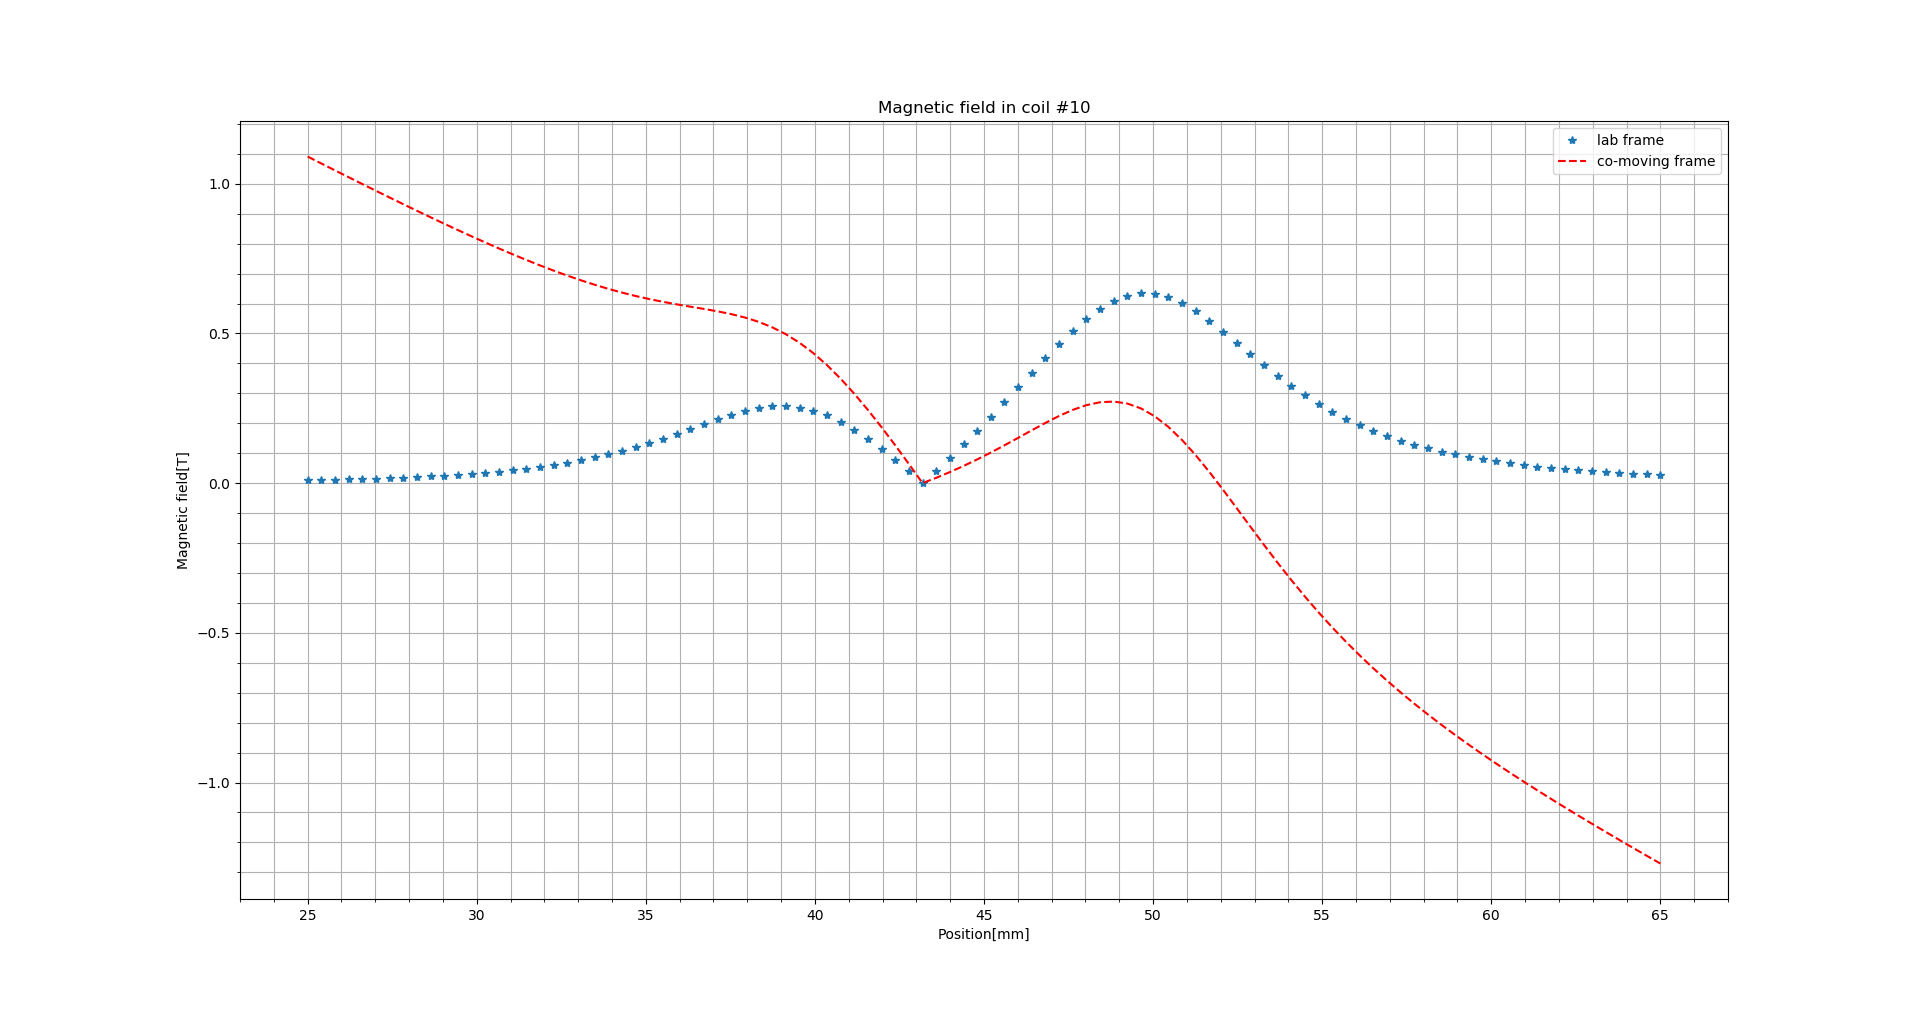 Magnetic field in coil #10
lab frame
co-moving frame
Magnetic field[T]
1.0
0.5
0.0
−0.5
−1.0
25 30 35 40 45 50 55 60 65
Position[mm]